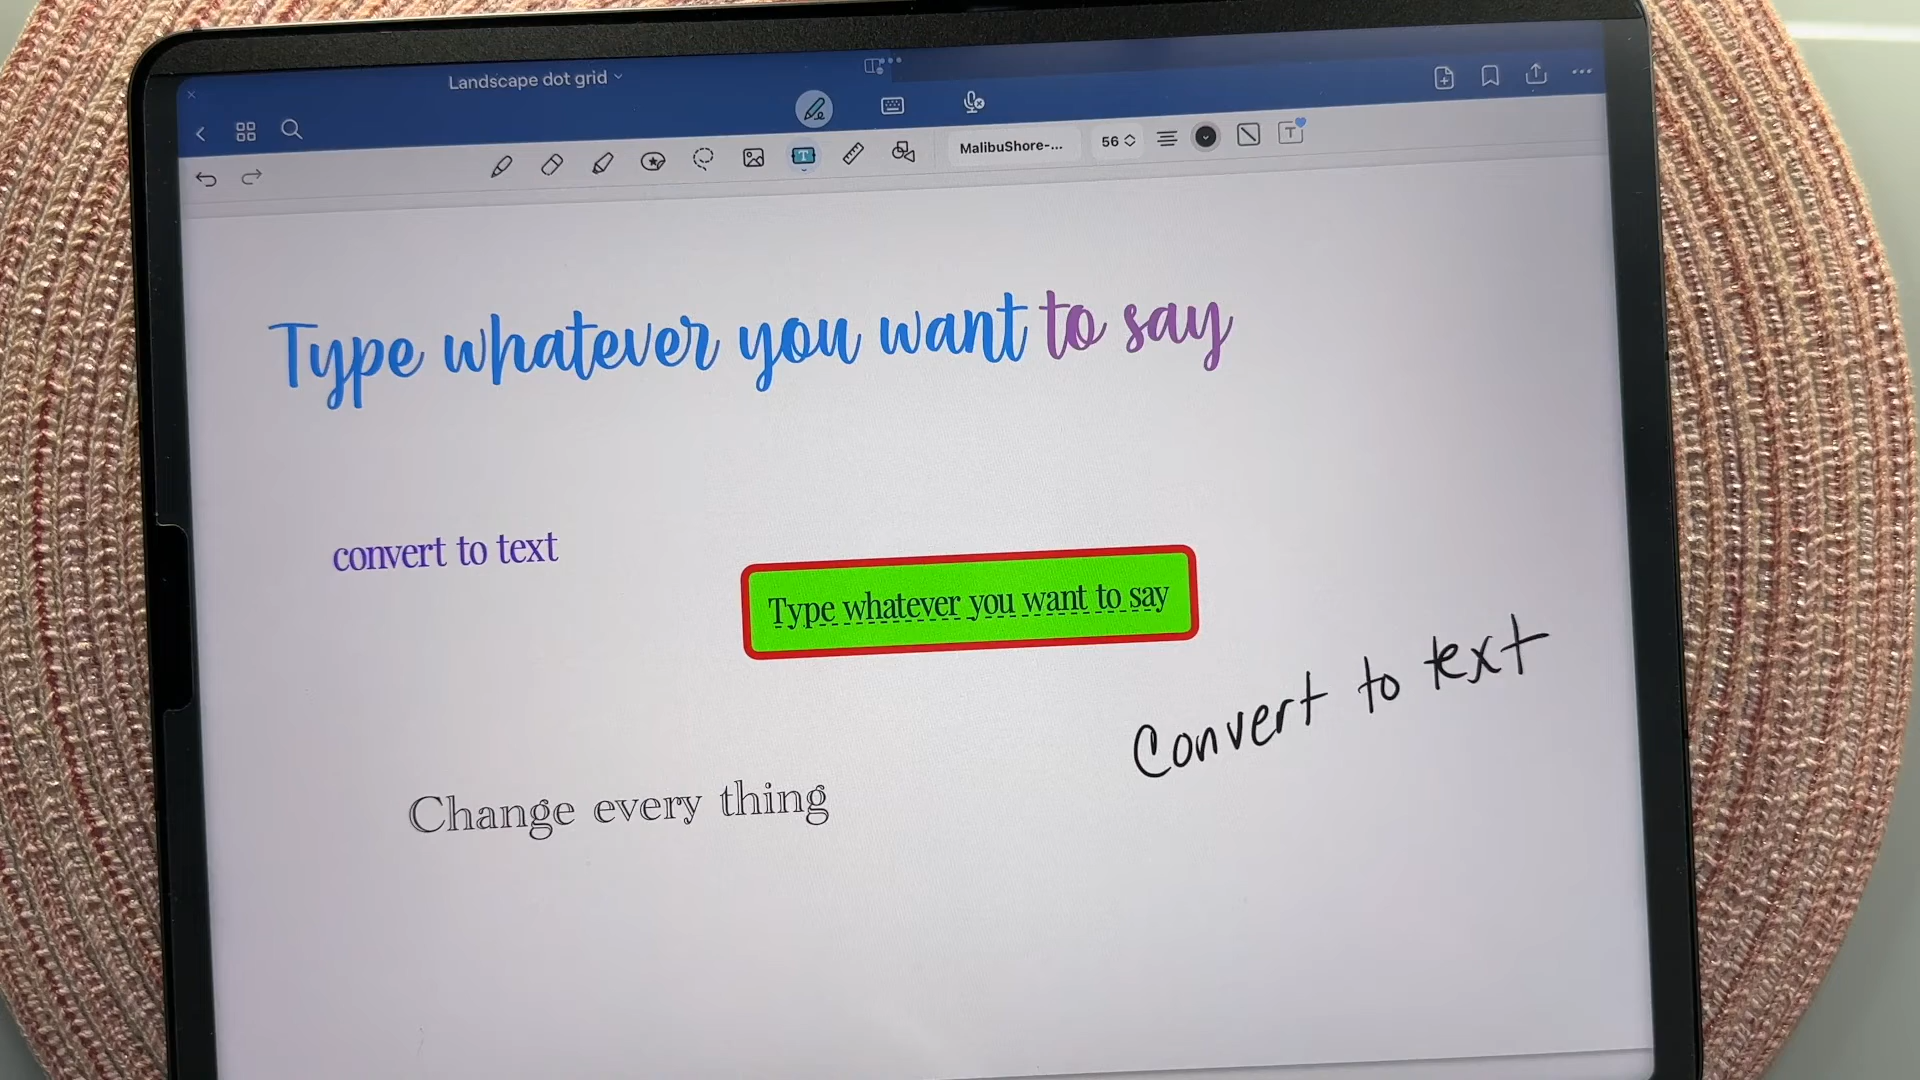 Landscape dot grid
MalibuShore-...
56
Type whatever you want to say
convert to text
Type whatever you want to say
Convert to text
Change every thing